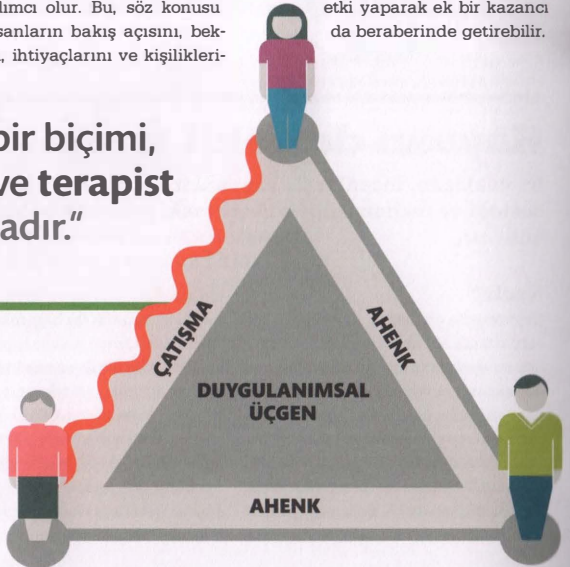 dımcı olur. Bu, söz konusu
sanların bakış açısını, bek-
, ihtiyaçlarını ve kişilikleri-
etki yaparak ek bir kazancı
da beraberinde getirebilir.
bir biçimi,
ve terapist
adır."
ÇATIŞMA
AHENK
DUYGULANIMSAL
ÜÇGEN
AHENK